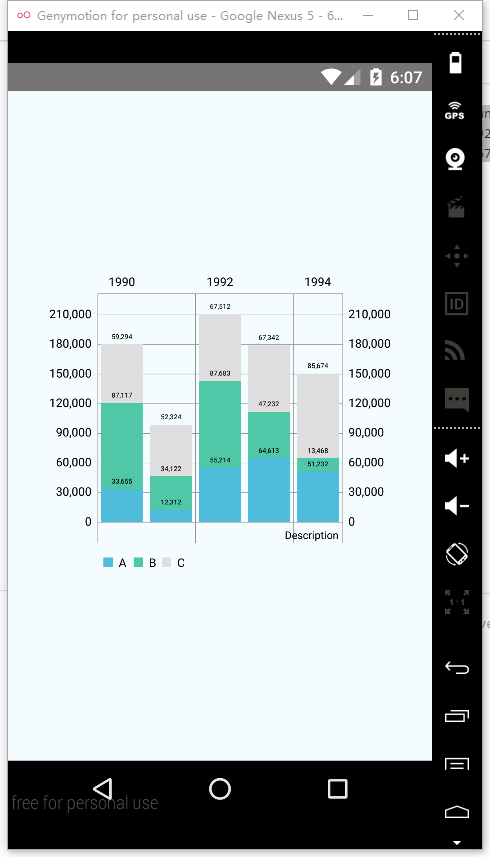 Genymotion for personal use - Google Nexus 5 - 6...
6:07
GPS
ID
1:1
1990 1992 1994
67,512
210,000 210,000
59,294 67,342
180,000 180,000
85,674
150,000 150,000
87,117 87,683
120,000 120,000
52,324 47,232
90,000 90,000
34,122 55,214 64,613 13,468
60,000 51,232 60,000
33,655
30,000 30,000
12,312
0 0
Description
A B C
free for personal use